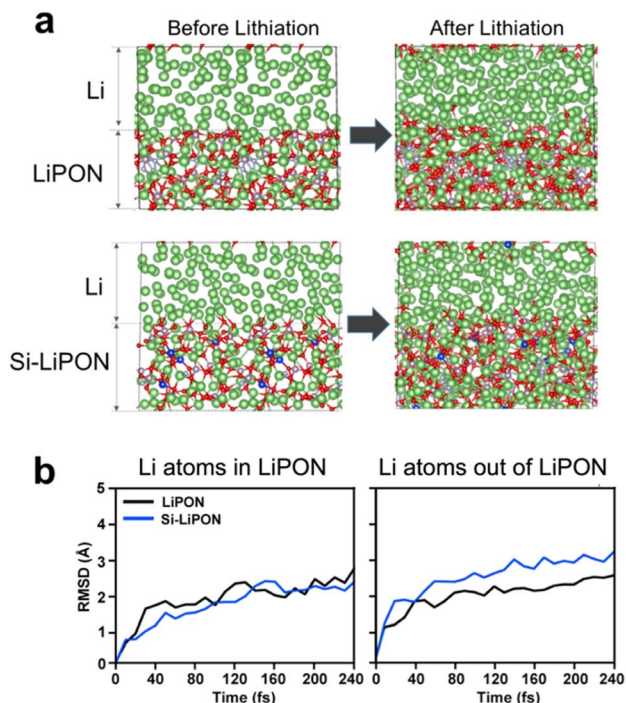 a
Before Lithiation
After Lithiation
Li
LiPON
Li
Si-LiPON
b
Li atoms in LiPON
Li atoms out of LiPON
5
4
3
2
1
0
RMSD (Å)
LiPON
Si-LiPON
0 40 80 120 160 200 240
0 40 80 120 160 200 240
Time (fs)
Time (fs)